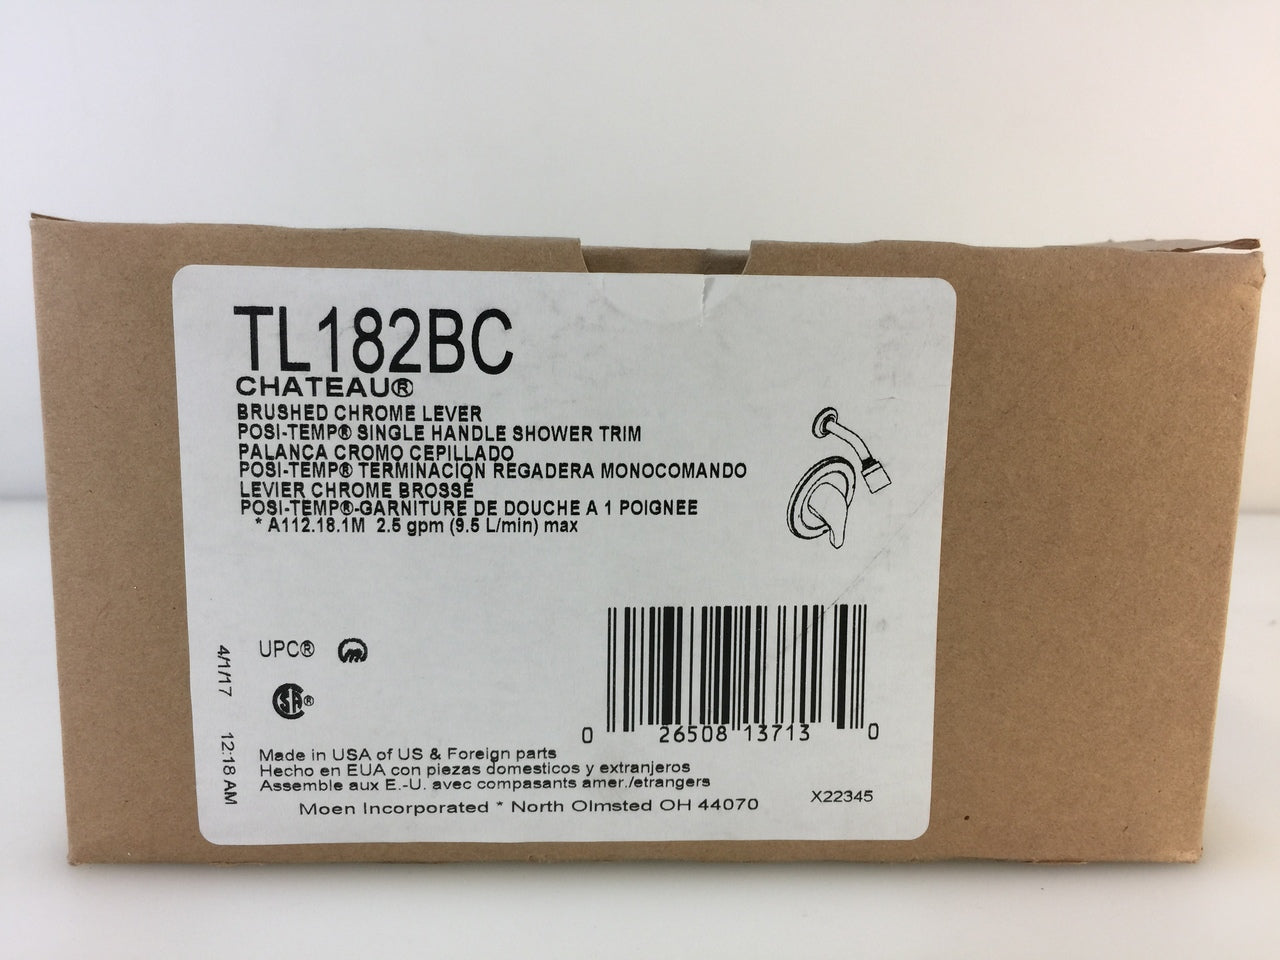 TL182BC
CHATEAU®
BRUSHED CHROME LEVER
POSI-TEMP® SINGLE HANDLE SHOWER TRIM
PALANCA CROMO CEPILLADO
POSI-TEMP® TERMINACIÓN REGADERA MONOCOMANDO
LEVIER CHROME BROSSÉ
POSI-TEMP®-GARNITURE DE DOUCHE A 1 POIGNEE
* A112.18.1M 2.5 gpm (9.5 L/min) max
UPC®
m
CSA®
4/1/17 12:18 AM
0 26508 13713 0
Made in USA of US & Foreign parts
Hecho en EUA con piezas domesticos y extranjeros
Assemble aux E.-U. avec compasants amer./etrangers
Moen Incorporated * North Olmsted OH 44070
X22345